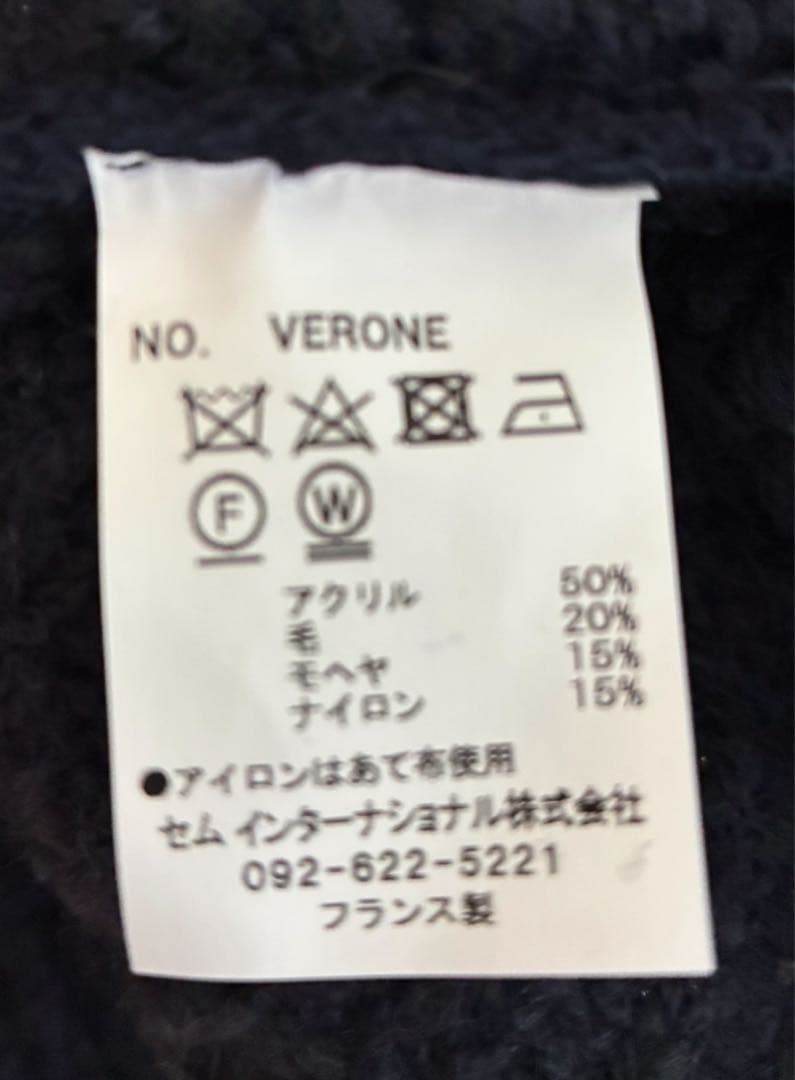 NO. VERONE
F W
アクリル 50%
毛 20%
モヘヤ 15%
ナイロン 15%
●アイロンはあて布使用
セム インターナショナル株式会社
092-622-5221
フランス製